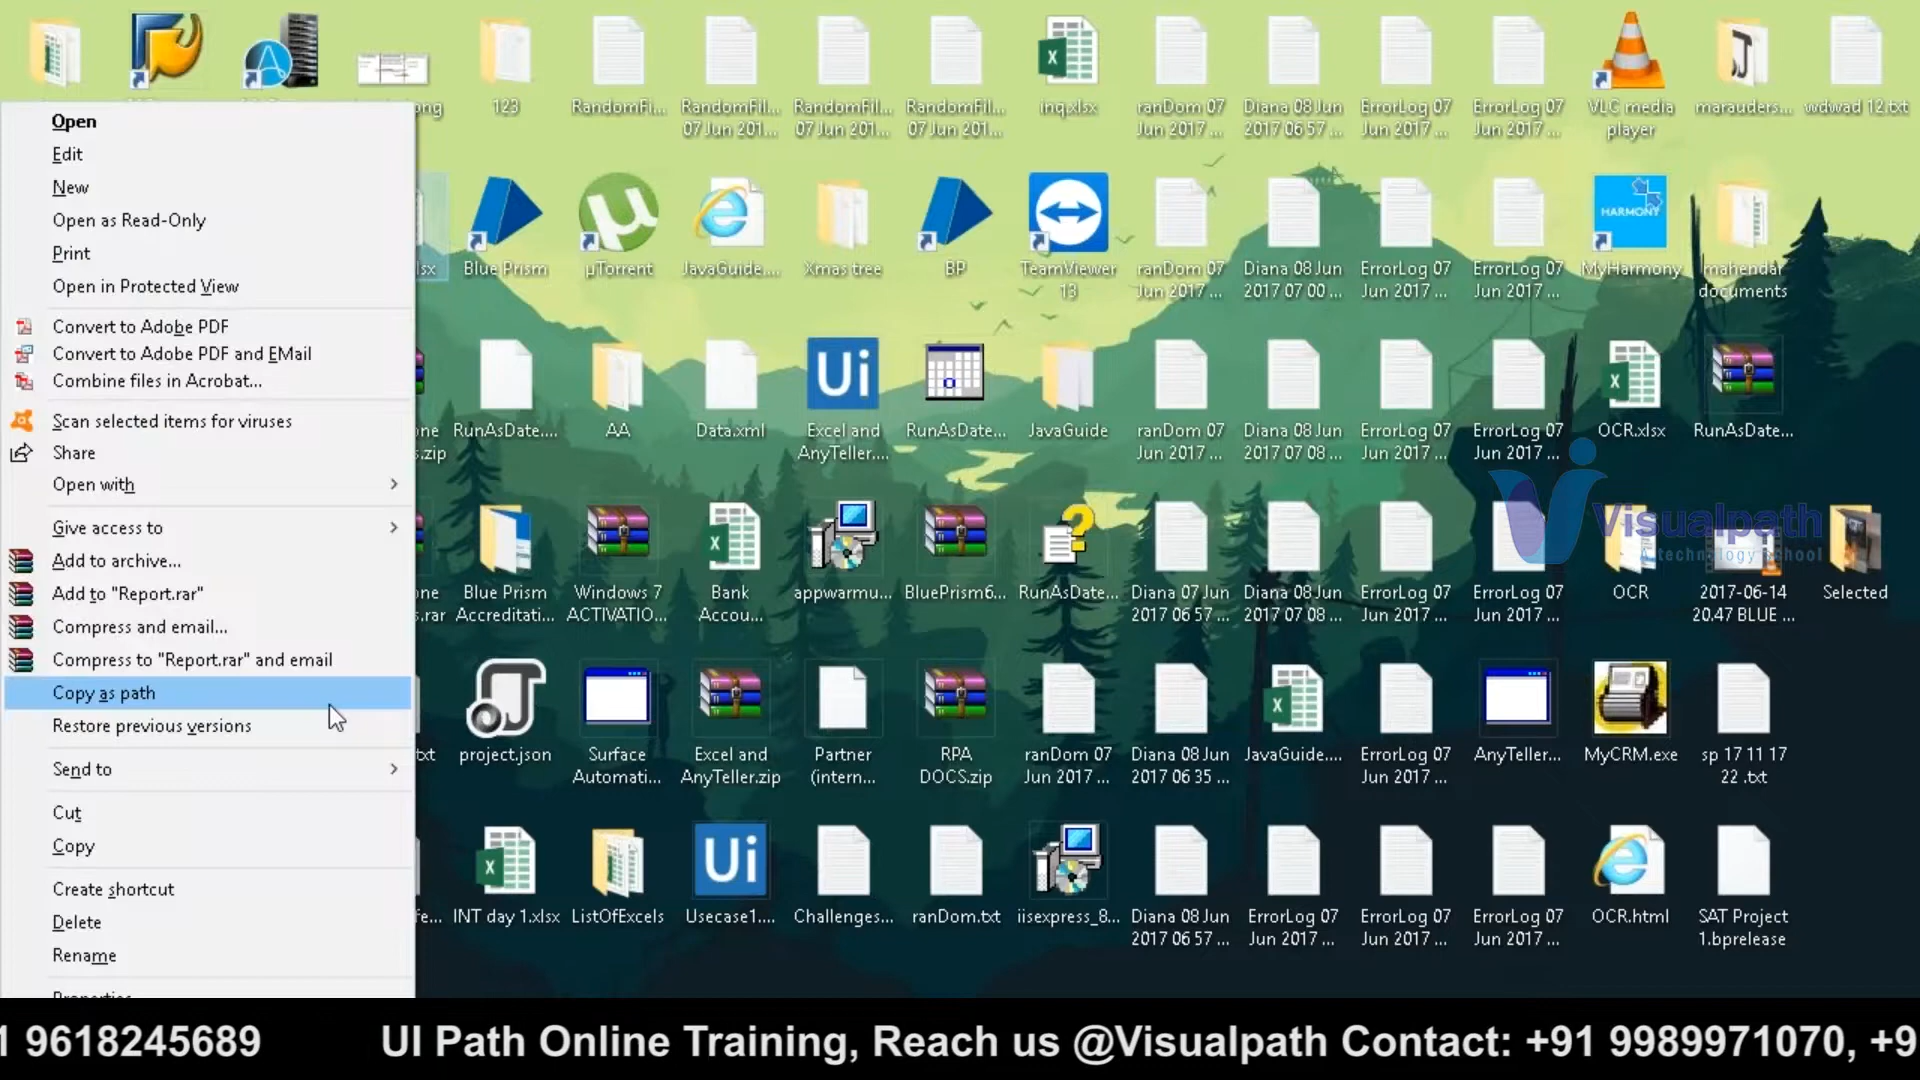 ong
123
RandomFi...
RandomFil...
07 Jun 201...
RandomFil...
07 Jun 201...
RandomFil...
07 Jun 201...
inq.xlsx
ranDom 07
Jun 2017 ...
Diana 08 Jun
2017 06 57 ...
ErrorLog 07
Jun 2017 ...
ErrorLog 07
Jun 2017 ...
VLC media
player
marauders...
wdwad 12.txt
Open
Edit
New
Open as Read-Only
Print
Open in Protected View
Convert to Adobe PDF
Convert to Adobe PDF and EMail
Combine files in Acrobat...
Scan selected items for viruses
Share
Open with
Give access to
Add to archive...
Add to "Report.rar"
Compress and email...
Compress to "Report.rar" and email
Copy as path
Restore previous versions
Send to
Cut
Copy
Create shortcut
Delete
Rename
Properties
lsx
Blue Prism
µTorrent
JavaGuide....
Xmas tree
BP
TeamViewer
13
ranDom 07
Jun 2017 ...
Diana 08 Jun
2017 07 00 ...
ErrorLog 07
Jun 2017 ...
ErrorLog 07
Jun 2017 ...
HARMONY
MyHarmony
mahendar
documents
one
s.zip
RunAsDate....
AA
Data.xml
Ui
Excel and
AnyTeller....
RunAsDate...
JavaGuide
ranDom 07
Jun 2017 ...
Diana 08 Jun
2017 07 08 ...
ErrorLog 07
Jun 2017 ...
ErrorLog 07
Jun 2017 ...
OCR.xlsx
RunAsDate...
Visualpath
A technology School
one
s.rar
Blue Prism
Accreditati...
Windows 7
ACTIVATIO...
Bank
Accou...
appwarmu...
BluePrism6...
RunAsDate...
Diana 07 Jun
2017 06 57 ...
Diana 08 Jun
2017 07 08 ...
ErrorLog 07
Jun 2017 ...
ErrorLog 07
Jun 2017 ...
OCR
2017-06-14
20.47 BLUE ...
Selected
txt
project.json
Surface
Automati...
Excel and
AnyTeller.zip
Partner
(intern...
RPA
DOCS.zip
ranDom 07
Jun 2017 ...
Diana 08 Jun
2017 06 35 ...
JavaGuide....
ErrorLog 07
Jun 2017 ...
AnyTeller...
MyCRM.exe
sp 17 11 17
22 .txt
fe...
INT day 1.xlsx
ListOfExcels
Ui
Usecase1....
Challenges...
ranDom.txt
iisexpress_8...
Diana 08 Jun
2017 06 57 ...
ErrorLog 07
Jun 2017 ...
ErrorLog 07
Jun 2017 ...
ErrorLog 07
Jun 2017 ...
OCR.html
SAT Project
1.bprelease
1 9618245689 UI Path Online Training, Reach us @Visualpath Contact: +91 9989971070, +9